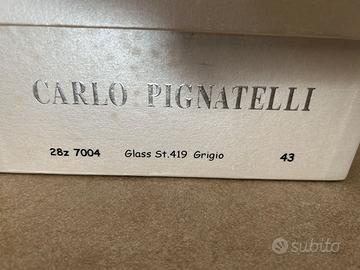 CARLO PIGNATELLI
28z 7004 Glass St.419 Grigio 43
subito